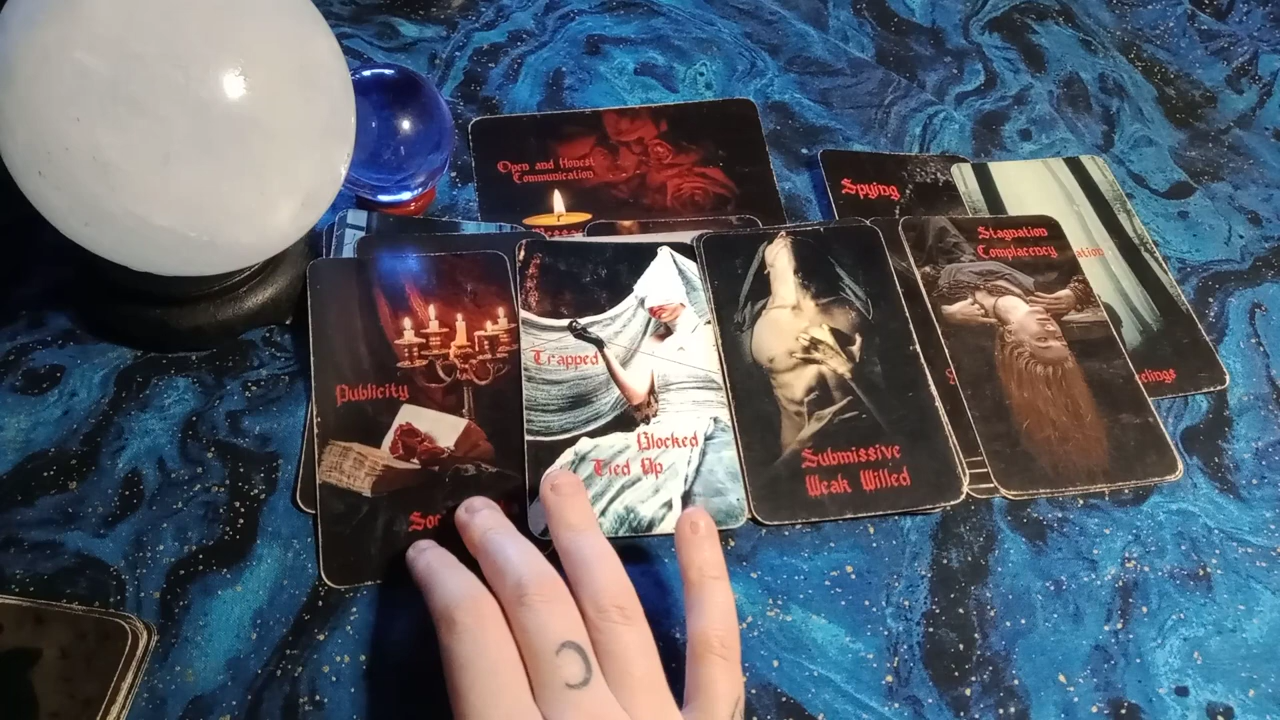 Open and Honest
Communication
Spying
Stagnation
Complacency
Publicity
Trapped
Blocked
Tied Up
Submissive
Weak Willed